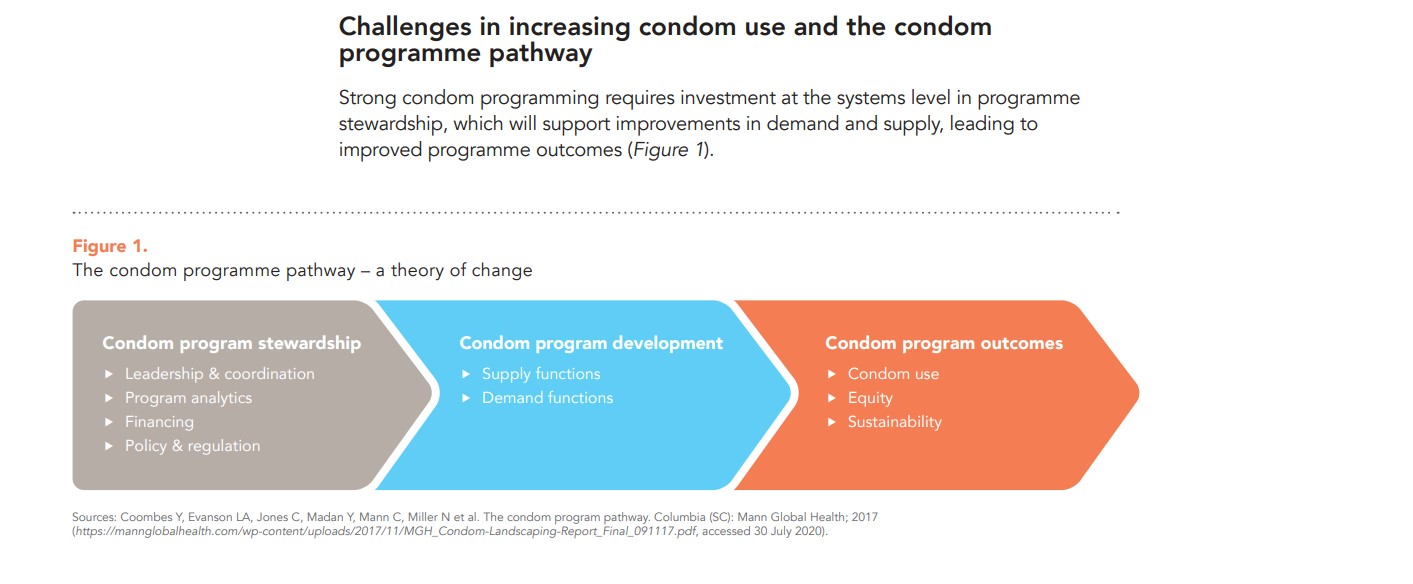 Challenges in increasing condom use and the condom
programme pathway
Strong condom programming requires investment at the systems level in programme
stewardship, which will support improvements in demand and supply, leading to
improved programme outcomes (Figure 1).
Figure 1.
The condom programme pathway – a theory of change
Condom program stewardship
► Leadership & coordination
► Program analytics
► Financing
► Policy & regulation
Condom program development
► Supply functions
► Demand functions
Condom program outcomes
► Condom use
► Equity
► Sustainability
Sources: Coombes Y, Evanson LA, Jones C, Madan Y, Mann C, Miller N et al. The condom program pathway. Columbia (SC): Mann Global Health; 2017
(https://mannglobalhealth.com/wp-content/uploads/2017/11/MGH_Condom-Landscaping-Report_Final_091117.pdf, accessed 30 July 2020).